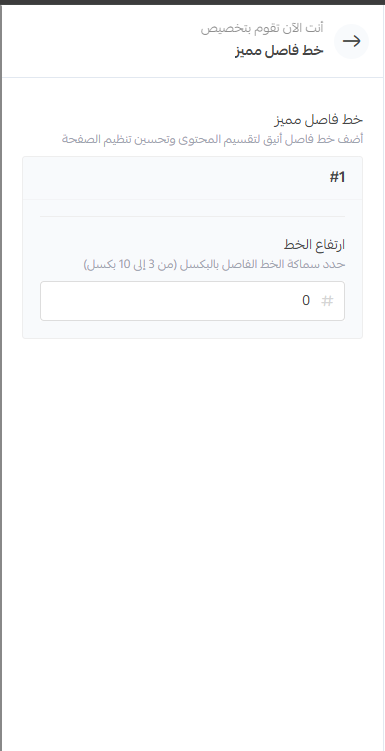 أنت الآن تقوم بتخصيص
خط فاصل مميز
خط فاصل مميز
أضف خط فاصل أنيق لتقسيم المحتوى وتحسين تنظيم الصفحة
#1
ارتفاع الخط
حدد سماكة الخط الفاصل بالبكسل (من 3 إلى 10 بكسل)
# 0